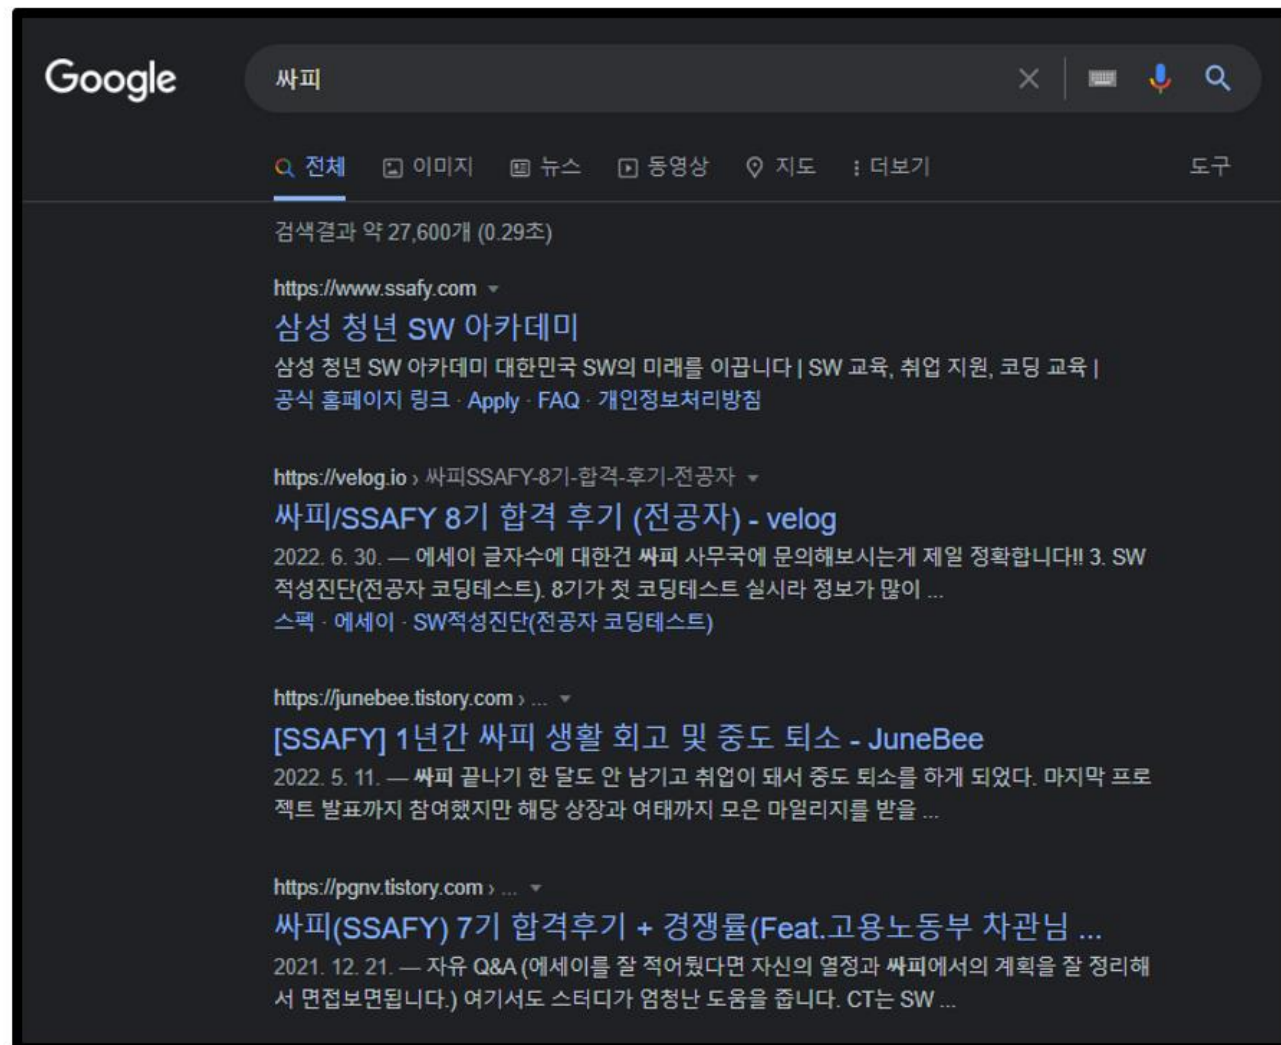 Google
싸피
전체 이미지 뉴스 동영상 지도 더보기 도구
검색결과 약 27,600개 (0.29초)
https://www.ssafy.com
삼성 청년 SW 아카데미
삼성 청년 SW 아카데미 대한민국 SW의 미래를 이끕니다 | SW 교육, 취업 지원, 코딩 교육 |
공식 홈페이지 링크 · Apply · FAQ · 개인정보처리방침
https://velog.io › 싸피SSAFY-8기-합격-후기-전공자
싸피/SSAFY 8기 합격 후기 (전공자) - velog
2022. 6. 30. — 에세이 글자수에 대한건 싸피 사무국에 문의해보시는게 제일 정확합니다!! 3. SW
적성진단(전공자 코딩테스트). 8기가 첫 코딩테스트 실시라 정보가 많이 ...
스펙 · 에세이 · SW적성진단(전공자 코딩테스트)
https://junebee.tistory.com › ...
[SSAFY] 1년간 싸피 생활 회고 및 중도 퇴소 - JuneBee
2022. 5. 11. — 싸피 끝나기 한 달도 안 남기고 취업이 돼서 중도 퇴소를 하게 되었다. 마지막 프로
젝트 발표까지 참여했지만 해당 상장과 여태까지 모은 마일리지를 받을 ...
https://pgnv.tistory.com › ...
싸피(SSAFY) 7기 합격후기 + 경쟁률(Feat.고용노동부 차관님 ...
2021. 12. 21. — 자유 Q&A (에세이를 잘 적어뒀다면 자신의 열정과 싸피에서의 계획을 잘 정리해
서 면접보면됩니다.) 여기서도 스터디가 엄청난 도움을 줍니다. CT는 SW ...